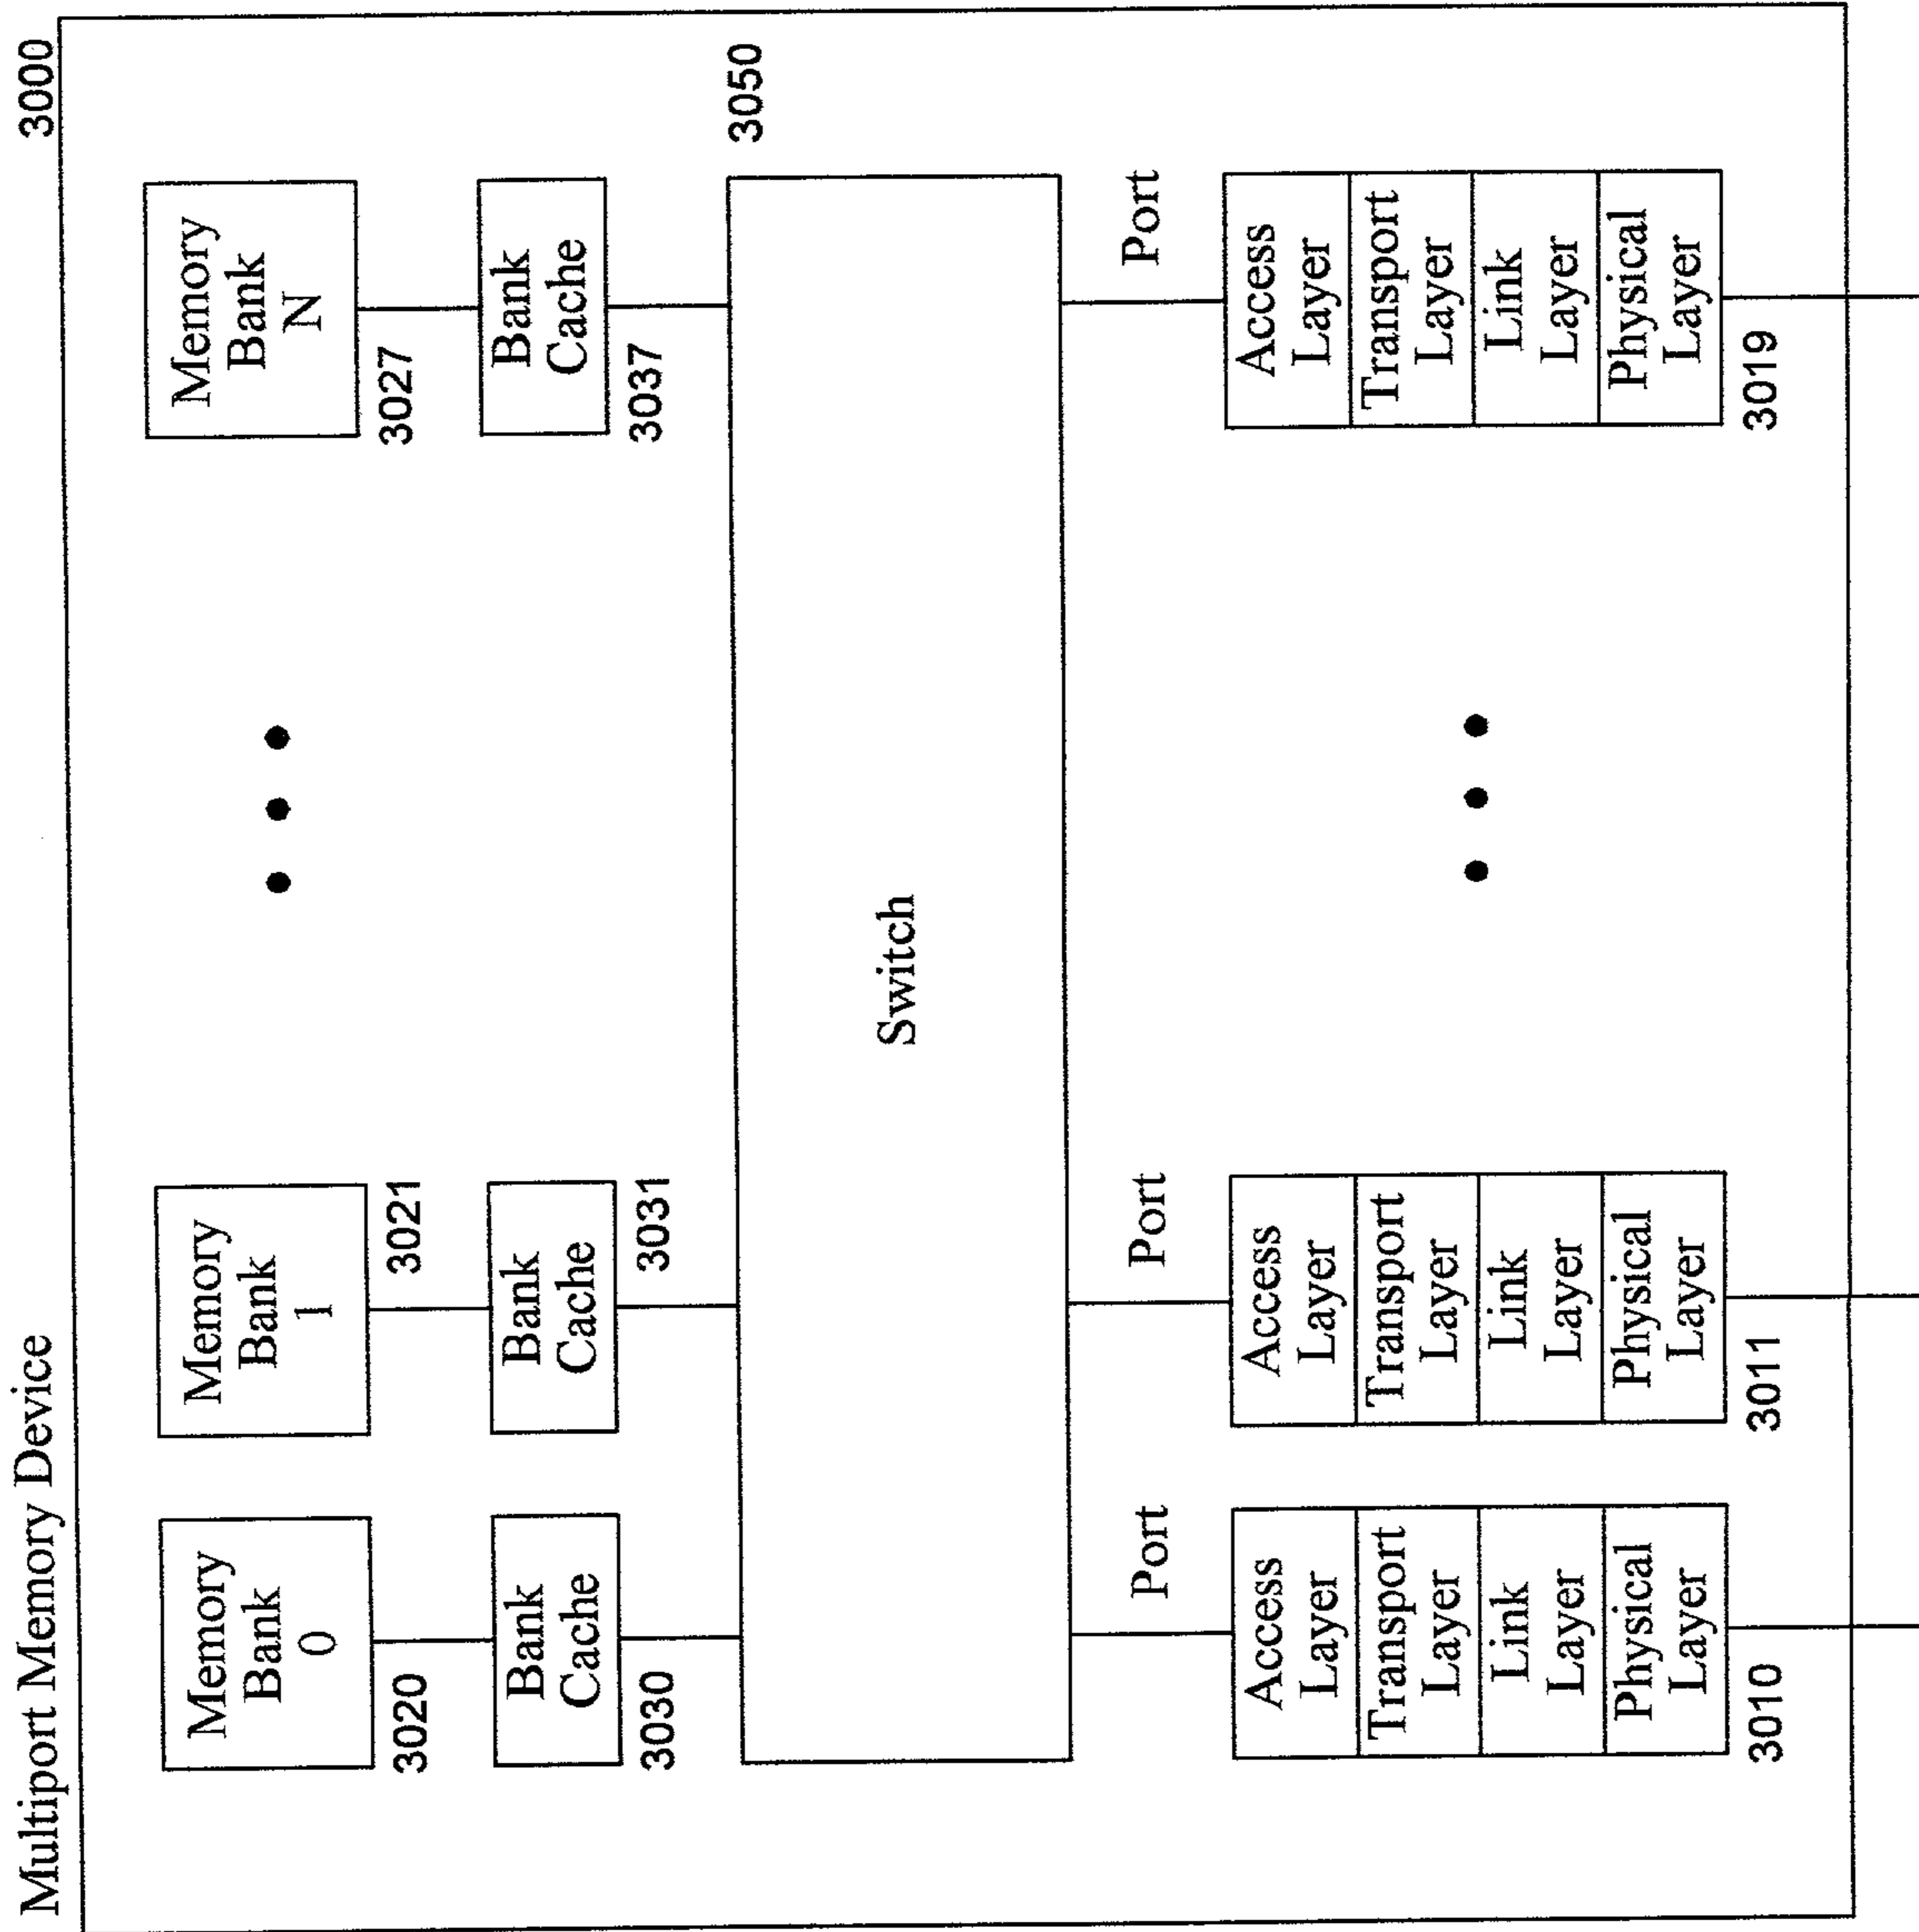 Multiport Memory Device
3000
Memory
Bank
0
3020
Memory
Bank
1
3021
Memory
Bank
N
3027
Bank
Cache
3030
Bank
Cache
3031
Bank
Cache
3037
Switch
3050
Port
Port
Port
Access
Layer
Transport
Layer
Link
Layer
Physical
Layer
3010
Access
Layer
Transport
Layer
Link
Layer
Physical
Layer
3011
Access
Layer
Transport
Layer
Link
Layer
Physical
Layer
3019